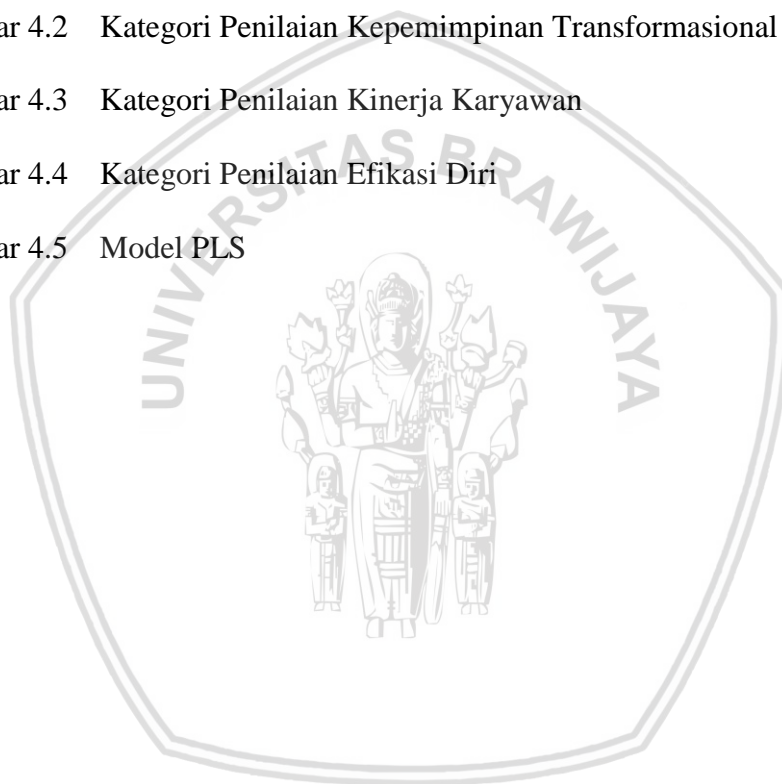 ar 4.2 Kategori Penilaian Kepemimpinan Transformasional
ar 4.3 Kategori Penilaian Kinerja Karyawan
ar 4.4 Kategori Penilaian Efikasi Diri
ar 4.5 Model PLS
UNIVERSITAS BRAWIJAYA